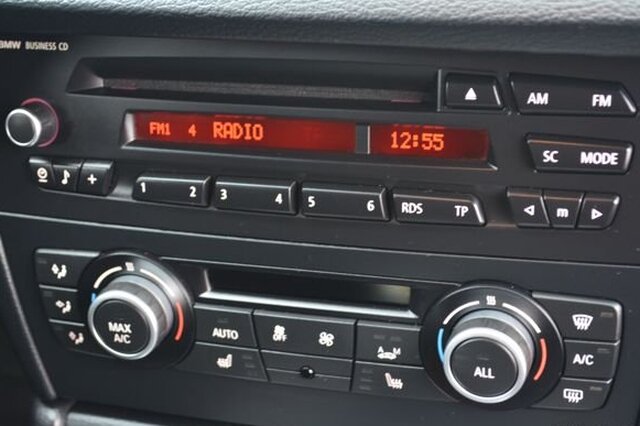 BMW BUSINESS CD
AM FM
FM1 4 RADIO 12:55
SC MODE
1 2 3 4 5 6 RDS TP
m
MAX A/C
AUTO
OFF
A M
ALL
A/C